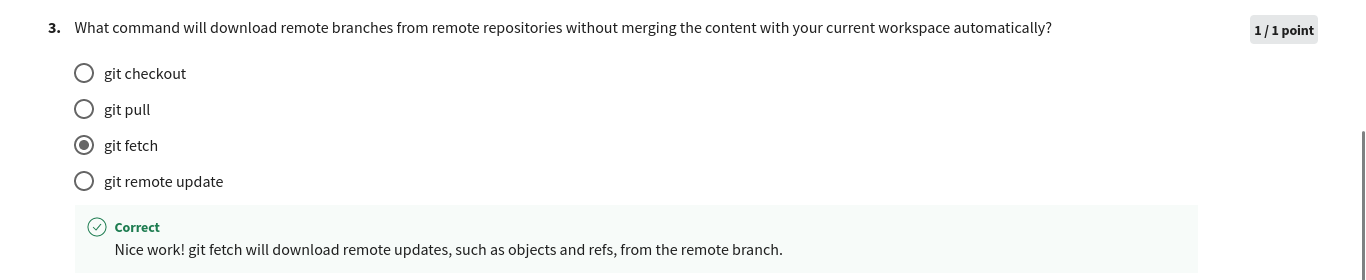 3. What command will download remote branches from remote repositories without merging the content with your current workspace automatically?
1 / 1 point
git checkout
git pull
git fetch
git remote update
Correct
Nice work! git fetch will download remote updates, such as objects and refs, from the remote branch.